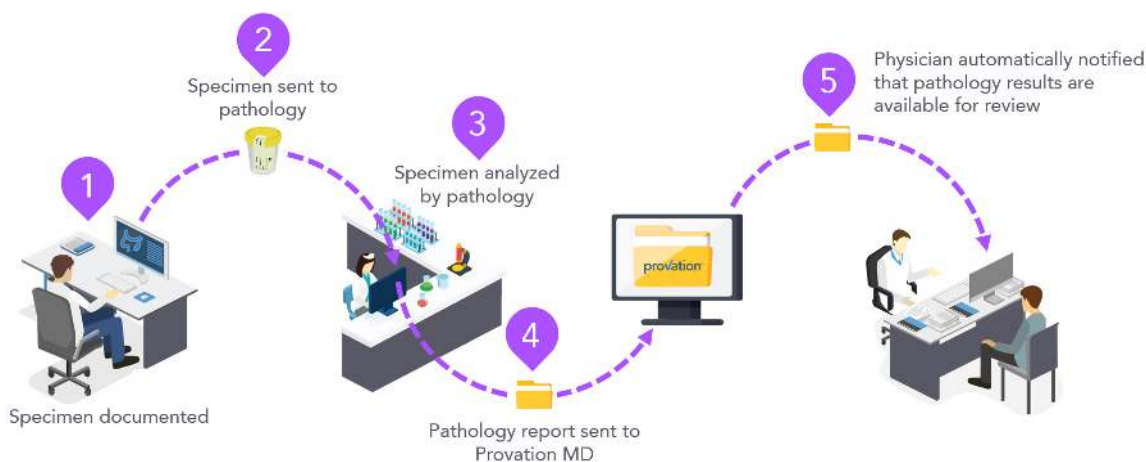 1
Specimen documented
2
Specimen sent to
pathology
3
Specimen analyzed
by pathology
4
Pathology report sent to
Provation MD
provation
5
Physician automatically notified
that pathology results are
available for review